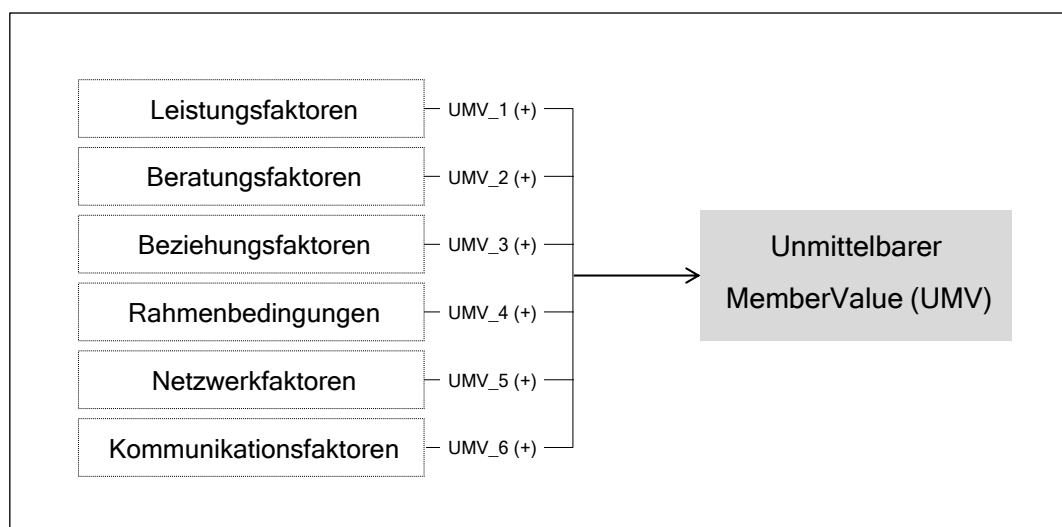 Leistungsfaktoren
UMV_1 (+)
Beratungsfaktoren
UMV_2 (+)
Beziehungsfaktoren
UMV_3 (+)
Rahmenbedingungen
UMV_4 (+)
Netzwerkfaktoren
UMV_5 (+)
Kommunikationsfaktoren
UMV_6 (+)
Unmittelbarer
MemberValue (UMV)